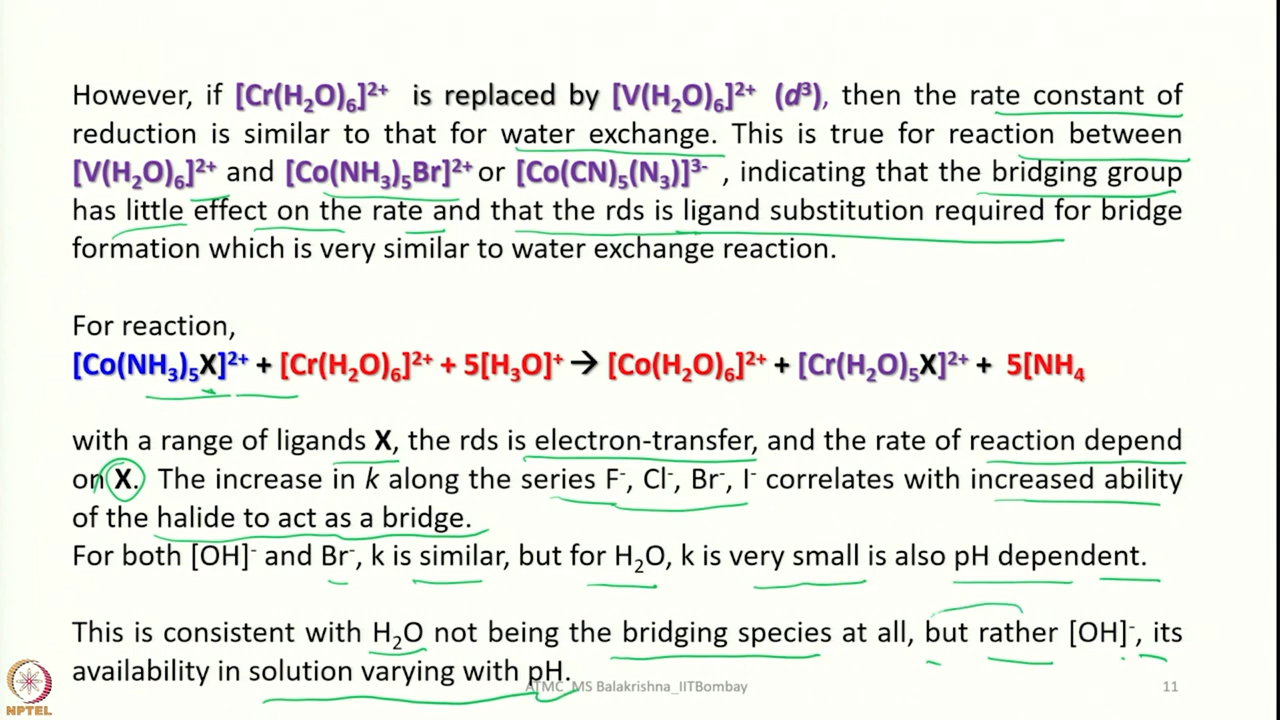 However, if [Cr(H₂O)₆]²⁺ is replaced by [V(H₂O)₆]²⁺ (d³), then the rate constant of
reduction is similar to that for water exchange. This is true for reaction between
[V(H₂O)₆]²⁺ and [Co(NH₃)₅Br]²⁺ or [Co(CN)₅(N₃)]³⁻ , indicating that the bridging group
has little effect on the rate and that the rds is ligand substitution required for bridge
formation which is very similar to water exchange reaction.
For reaction,
[Co(NH₃)₅X]²⁺ + [Cr(H₂O)₆]²⁺ + 5[H₃O]⁺ → [Co(H₂O)₆]²⁺ + [Cr(H₂O)₅X]²⁺ + 5[NH₄
with a range of ligands X, the rds is electron-transfer, and the rate of reaction depend
on X. The increase in k along the series F⁻, Cl⁻, Br⁻, I⁻ correlates with increased ability
of the halide to act as a bridge.
For both [OH]⁻ and Br⁻, k is similar, but for H₂O, k is very small is also pH dependent.
This is consistent with H₂O not being the bridging species at all, but rather [OH]⁻, its
availability in solution varying with pH.
ATMC MS Balakrishna_IITBombay
11
NPTEL